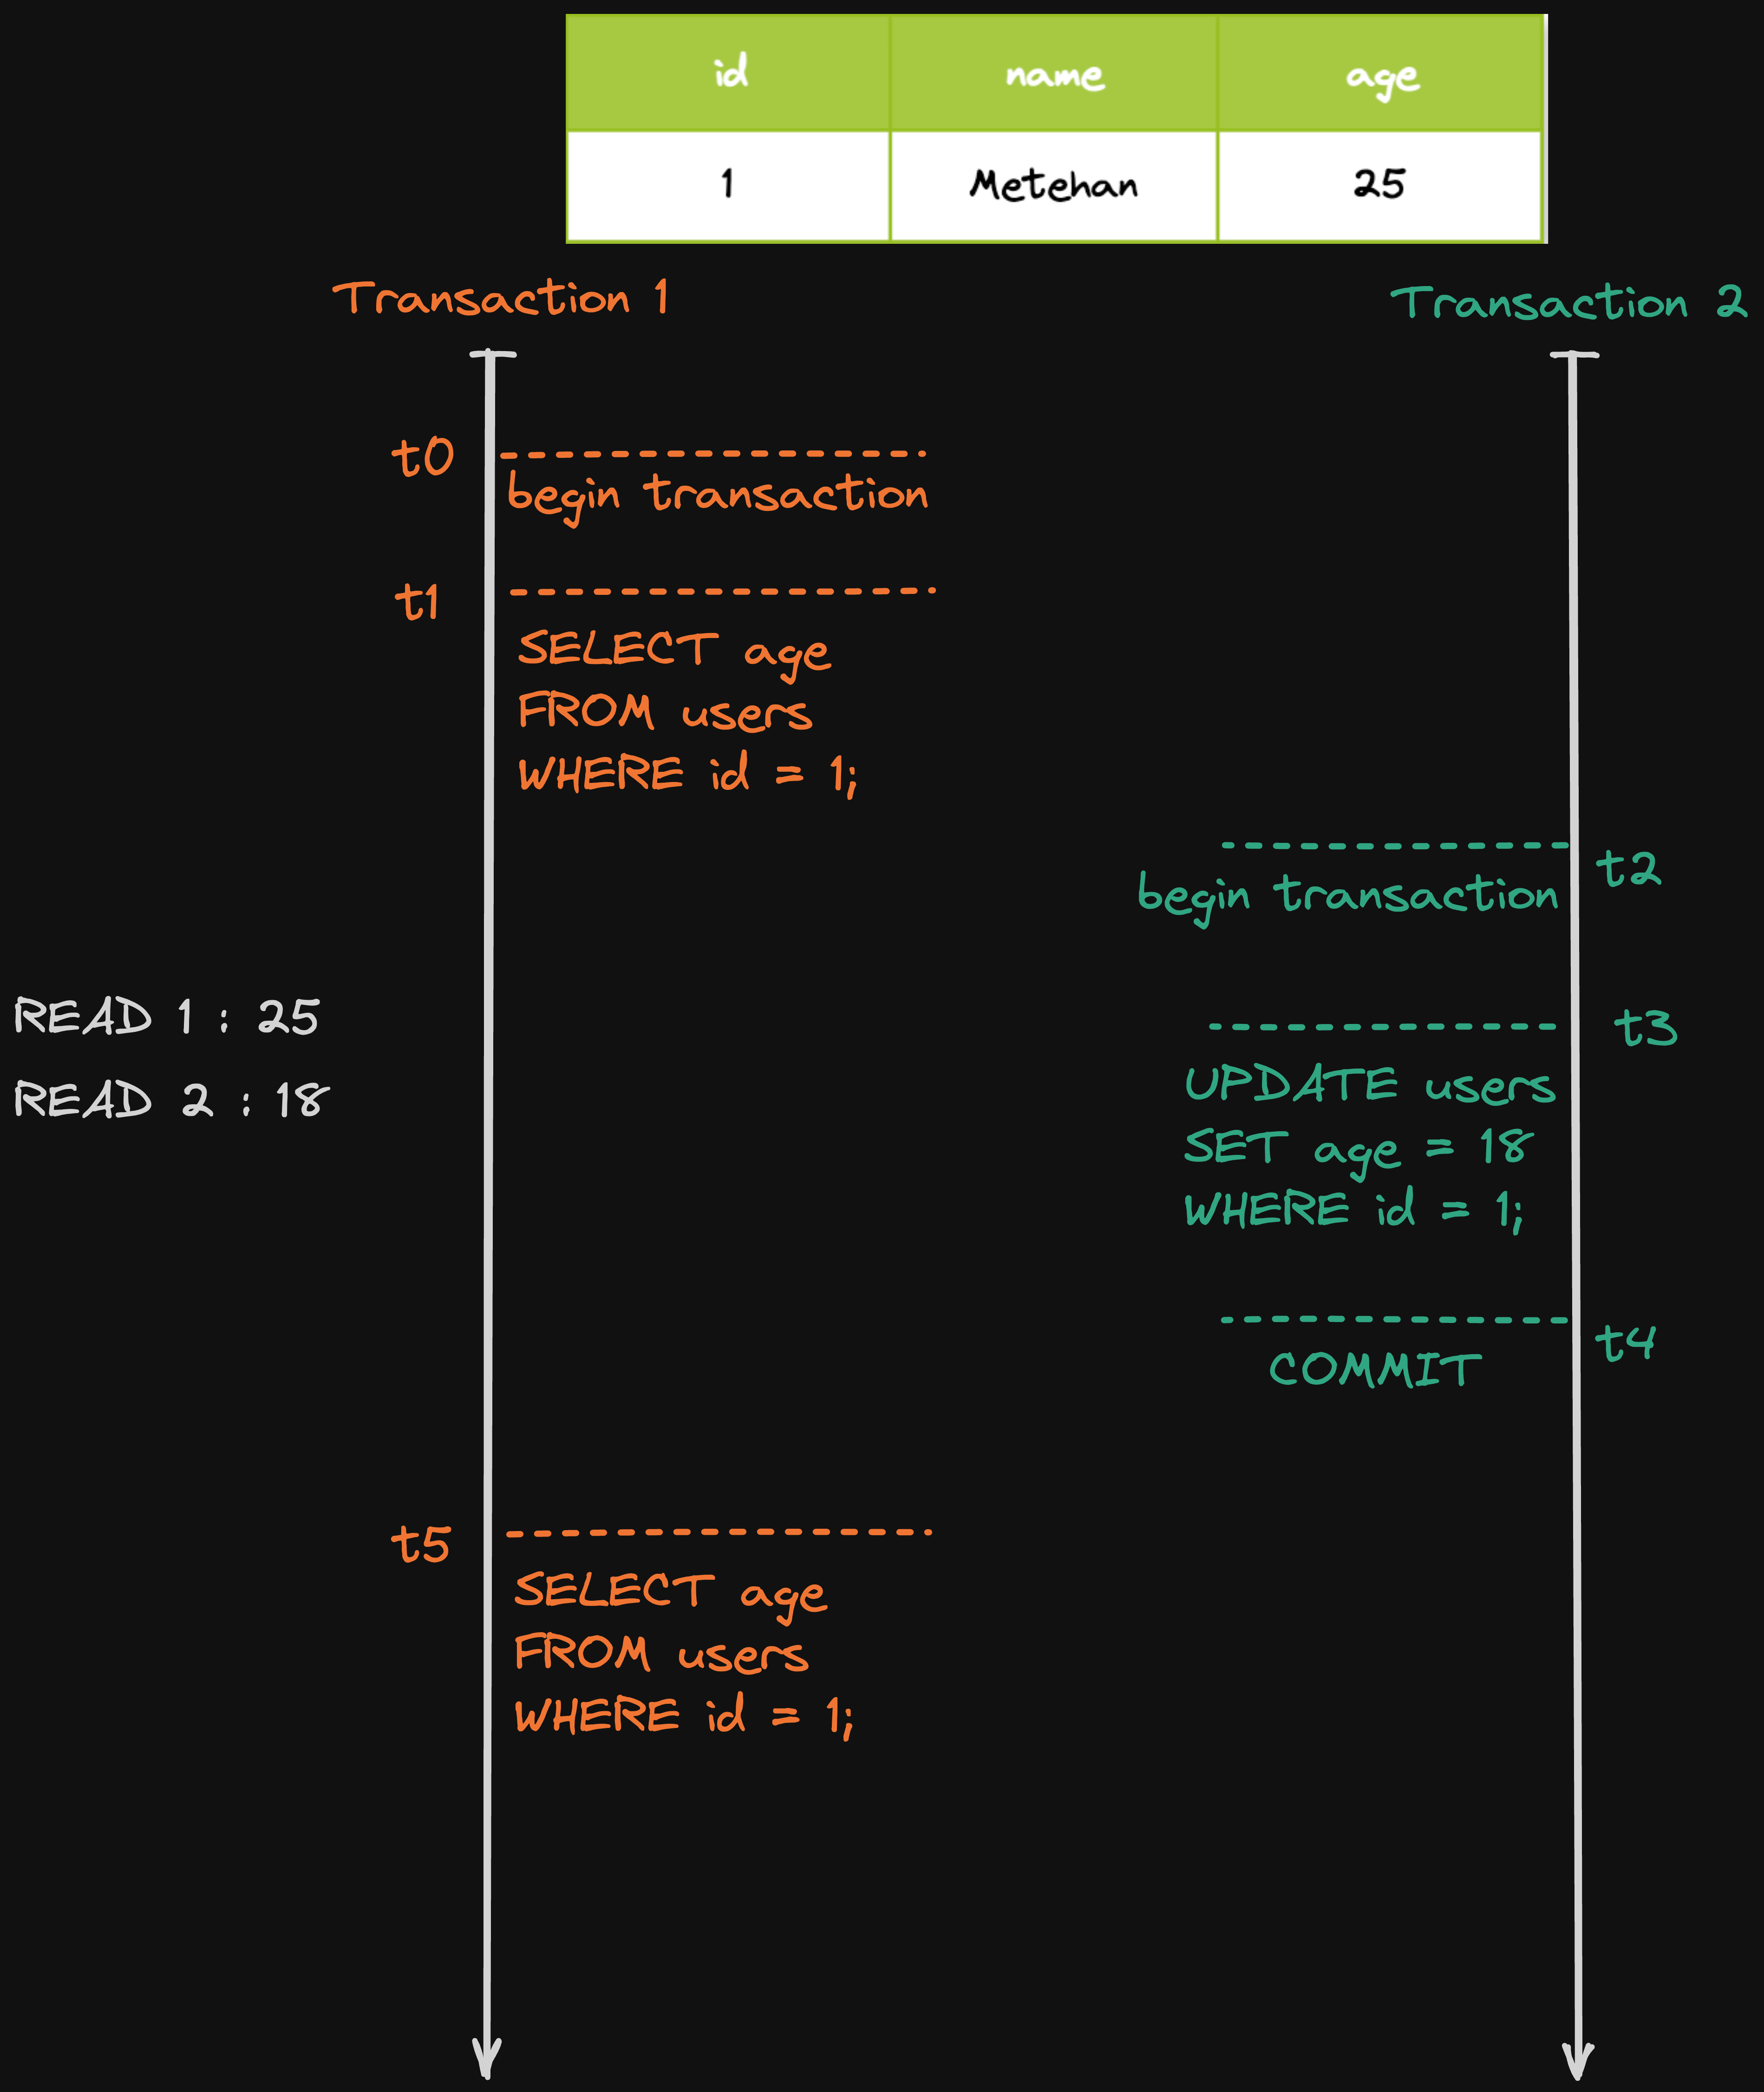 id name age
1 Metehan 25
Transaction 1
Transaction 2
t0
begin transaction
t1
SELECT age
FROM users
WHERE id = 1;
t2
begin transaction
READ 1 : 25
READ 2 : 18
t3
UPDATE users
SET age = 18
WHERE id = 1;
t4
COMMIT
t5
SELECT age
FROM users
WHERE id = 1;